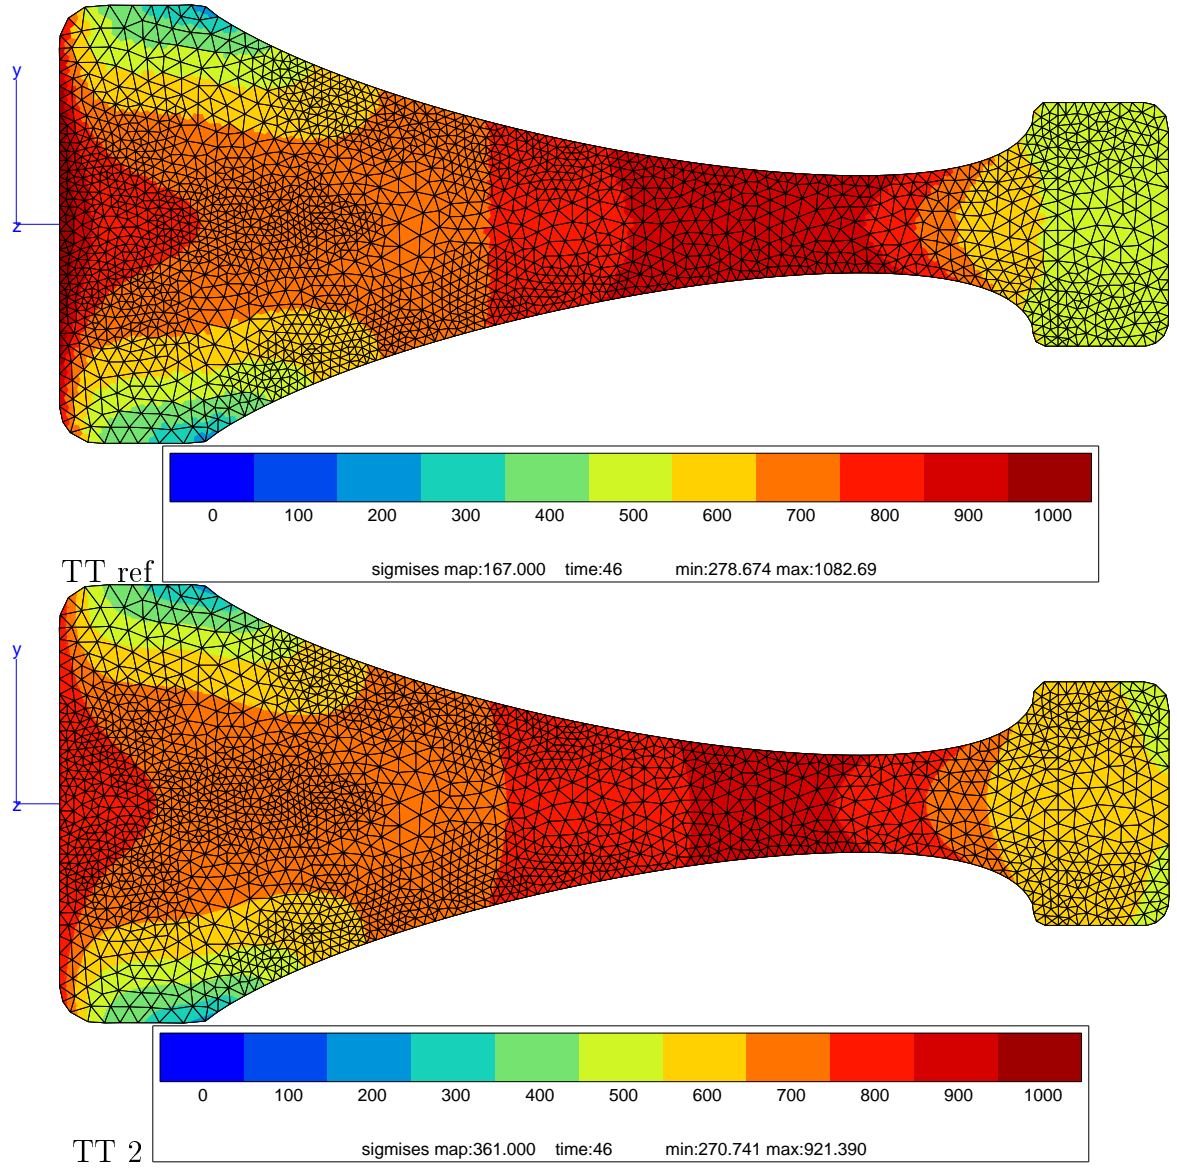 y
z
0 100 200 300 400 500 600 700 800 900 1000
sigmises map:167.000 time:46 min:278.674 max:1082.69
TT ref
y
z
0 100 200 300 400 500 600 700 800 900 1000
sigmises map:361.000 time:46 min:270.741 max:921.390
TT 2